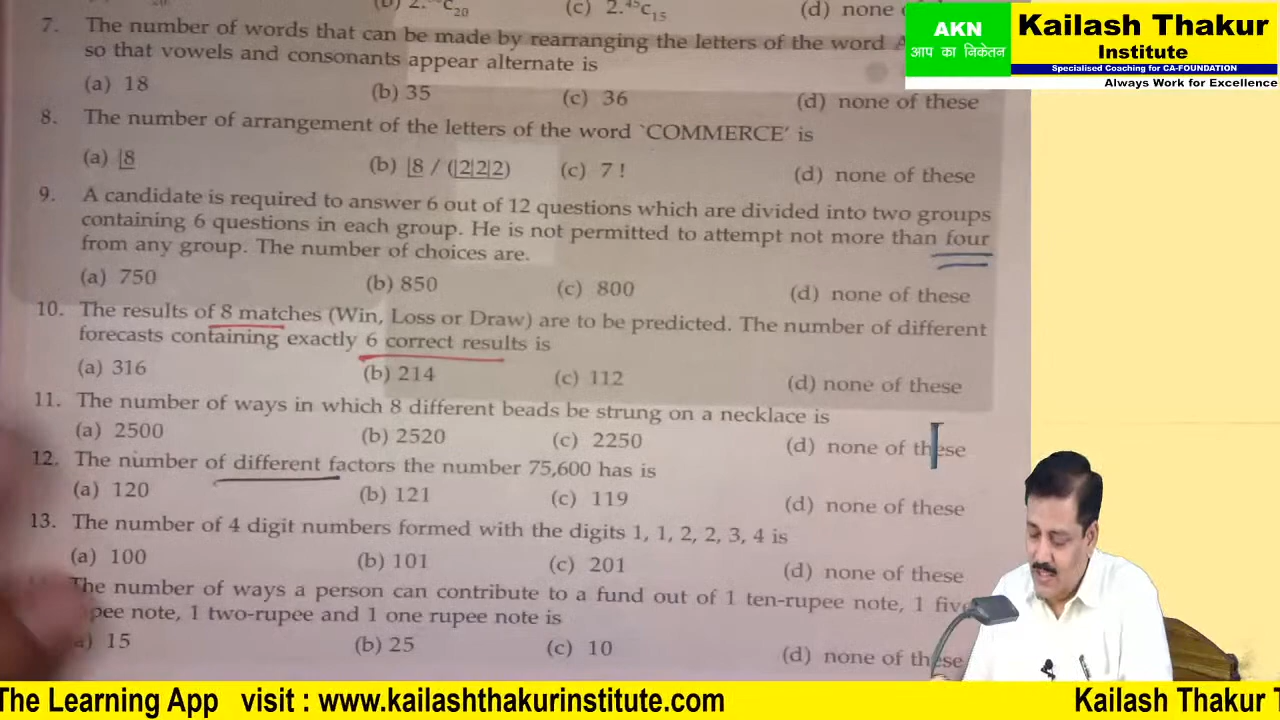 (b) 2. c20 (c) 2.⁴⁵c15 (d) none
7. The number of words that can be made by rearranging the letters of the word A
so that vowels and consonants appear alternate is
(a) 18 (b) 35 (c) 36 (d) none of these
8. The number of arrangement of the letters of the word `COMMERCE' is
(a) |8 (b) |8 / (|2|2|2) (c) 7 ! (d) none of these
9. A candidate is required to answer 6 out of 12 questions which are divided into two groups
containing 6 questions in each group. He is not permitted to attempt not more than four
from any group. The number of choices are.
(a) 750 (b) 850 (c) 800 (d) none of these
10. The results of 8 matches (Win, Loss or Draw) are to be predicted. The number of different
forecasts containing exactly 6 correct results is
(a) 316 (b) 214 (c) 112 (d) none of these
11. The number of ways in which 8 different beads be strung on a necklace is
(a) 2500 (b) 2520 (c) 2250 (d) none of these
12. The number of different factors the number 75,600 has is
(a) 120 (b) 121 (c) 119 (d) none of these
13. The number of 4 digit numbers formed with the digits 1, 1, 2, 2, 3, 4 is
(a) 100 (b) 101 (c) 201 (d) none of these
The number of ways a person can contribute to a fund out of 1 ten-rupee note, 1 five
upee note, 1 two-rupee and 1 one rupee note is
a) 15 (b) 25 (c) 10 (d) none of these
AKN
आप का निकेतन
Kailash Thakur
Institute
Specialised Coaching for CA-FOUNDATION
Always Work for Excellence
The Learning App visit : www.kailashthakurinstitute.com Kailash Thakur